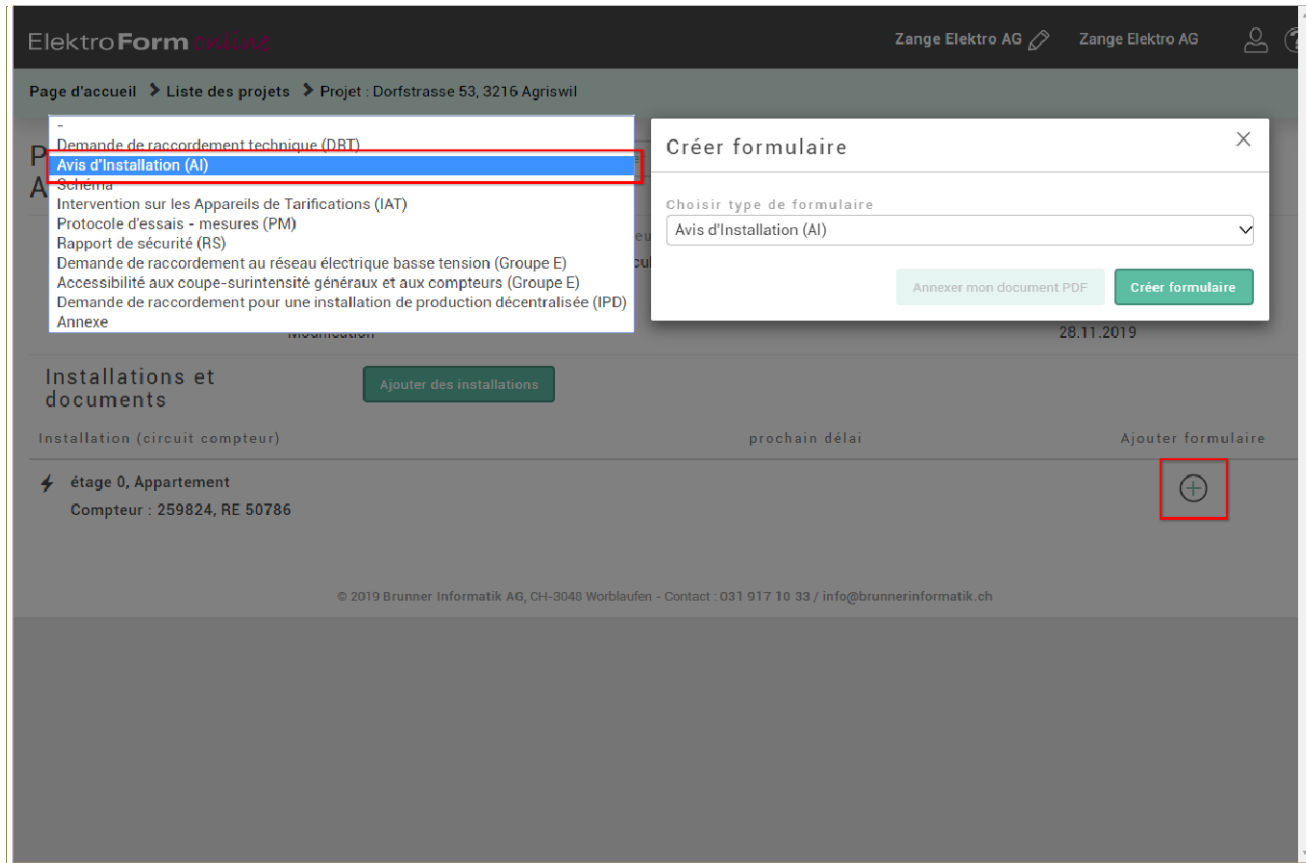 ElektroForm online
Zange Elektro AG
Zange Elektro AG
Page d'accueil
Liste des projets
Projet : Dorfstrasse 53, 3216 Agriswil
P
A
-
Demande de raccordement technique (DRT)
Avis d'Installation (AI)
Schéma
Intervention sur les Appareils de Tarifications (IAT)
Protocole d'essais - mesures (PM)
Rapport de sécurité (RS)
Demande de raccordement au réseau électrique basse tension (Groupe E)
Accessibilité aux coupe-surintensité généraux et aux compteurs (Groupe E)
Demande de raccordement pour une installation de production décentralisée (IPD)
Annexe
Créer formulaire
Choisir type de formulaire
Avis d'Installation (AI)
Annexer mon document PDF
Créer formulaire
Modification
28.11.2019
Installations et
documents
Ajouter des installations
Installation (circuit compteur)
prochain délai
Ajouter formulaire
étage 0, Appartement
Compteur : 259824, RE 50786
© 2019 Brunner Informatik AG, CH-3048 Worblaufen - Contact : 031 917 10 33 / info@brunnerinformatik.ch